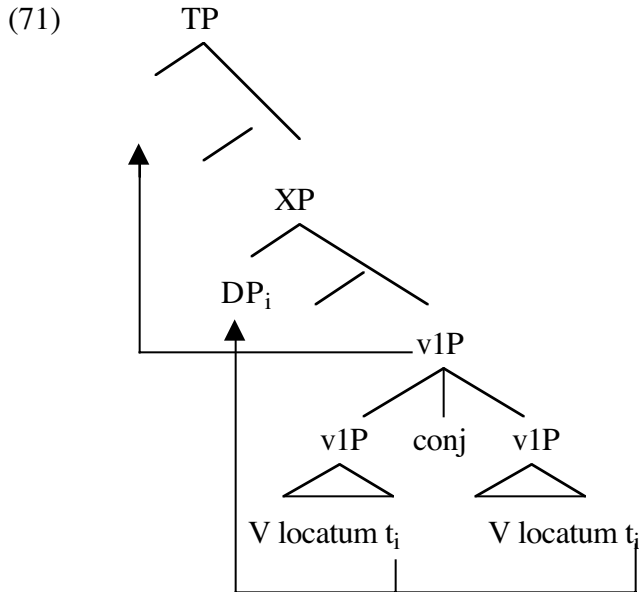 (71) TP
XP
DPi
v1P
v1P conj v1P
V locatum ti V locatum ti